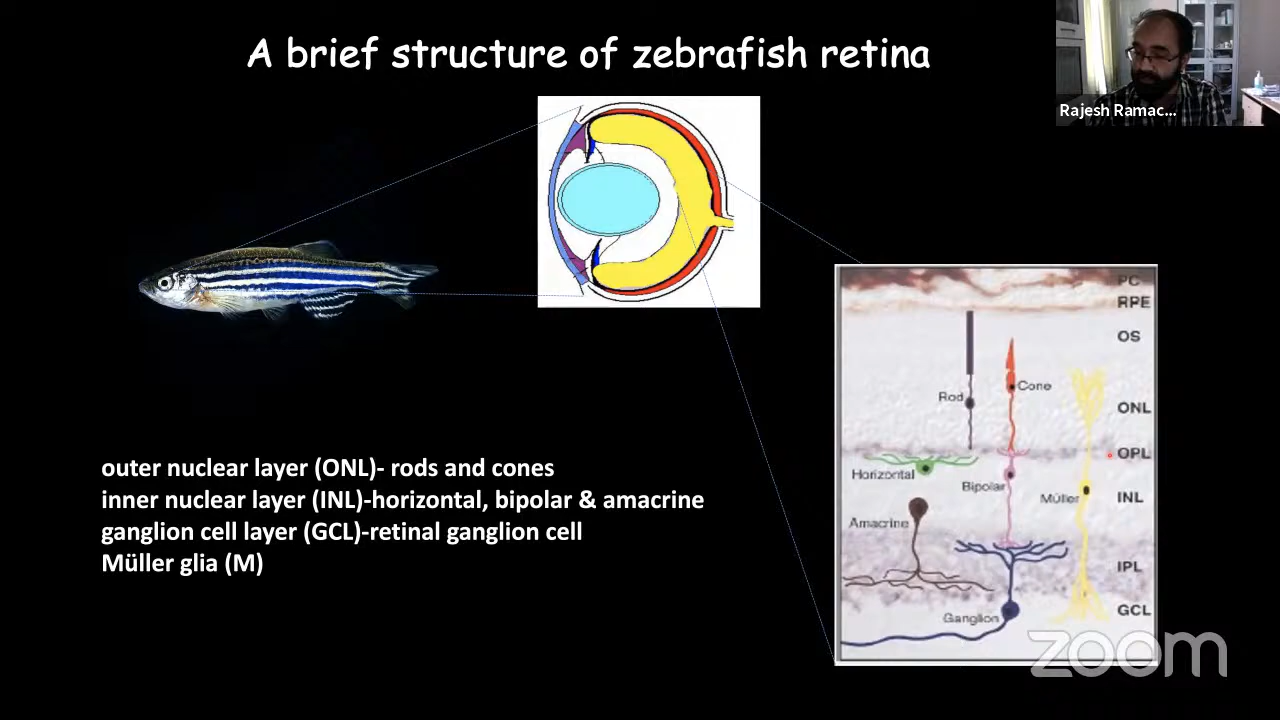 A brief structure of zebrafish retina
Rajesh Ramac...
PC
RPE
OS
Cone
Rod
ONL
OPL
Horizontal
Bipolar
INL
Müller
Amacrine
IPL
GCL
Ganglion
outer nuclear layer (ONL)- rods and cones
inner nuclear layer (INL)-horizontal, bipolar & amacrine
ganglion cell layer (GCL)-retinal ganglion cell
Müller glia (M)
zoom